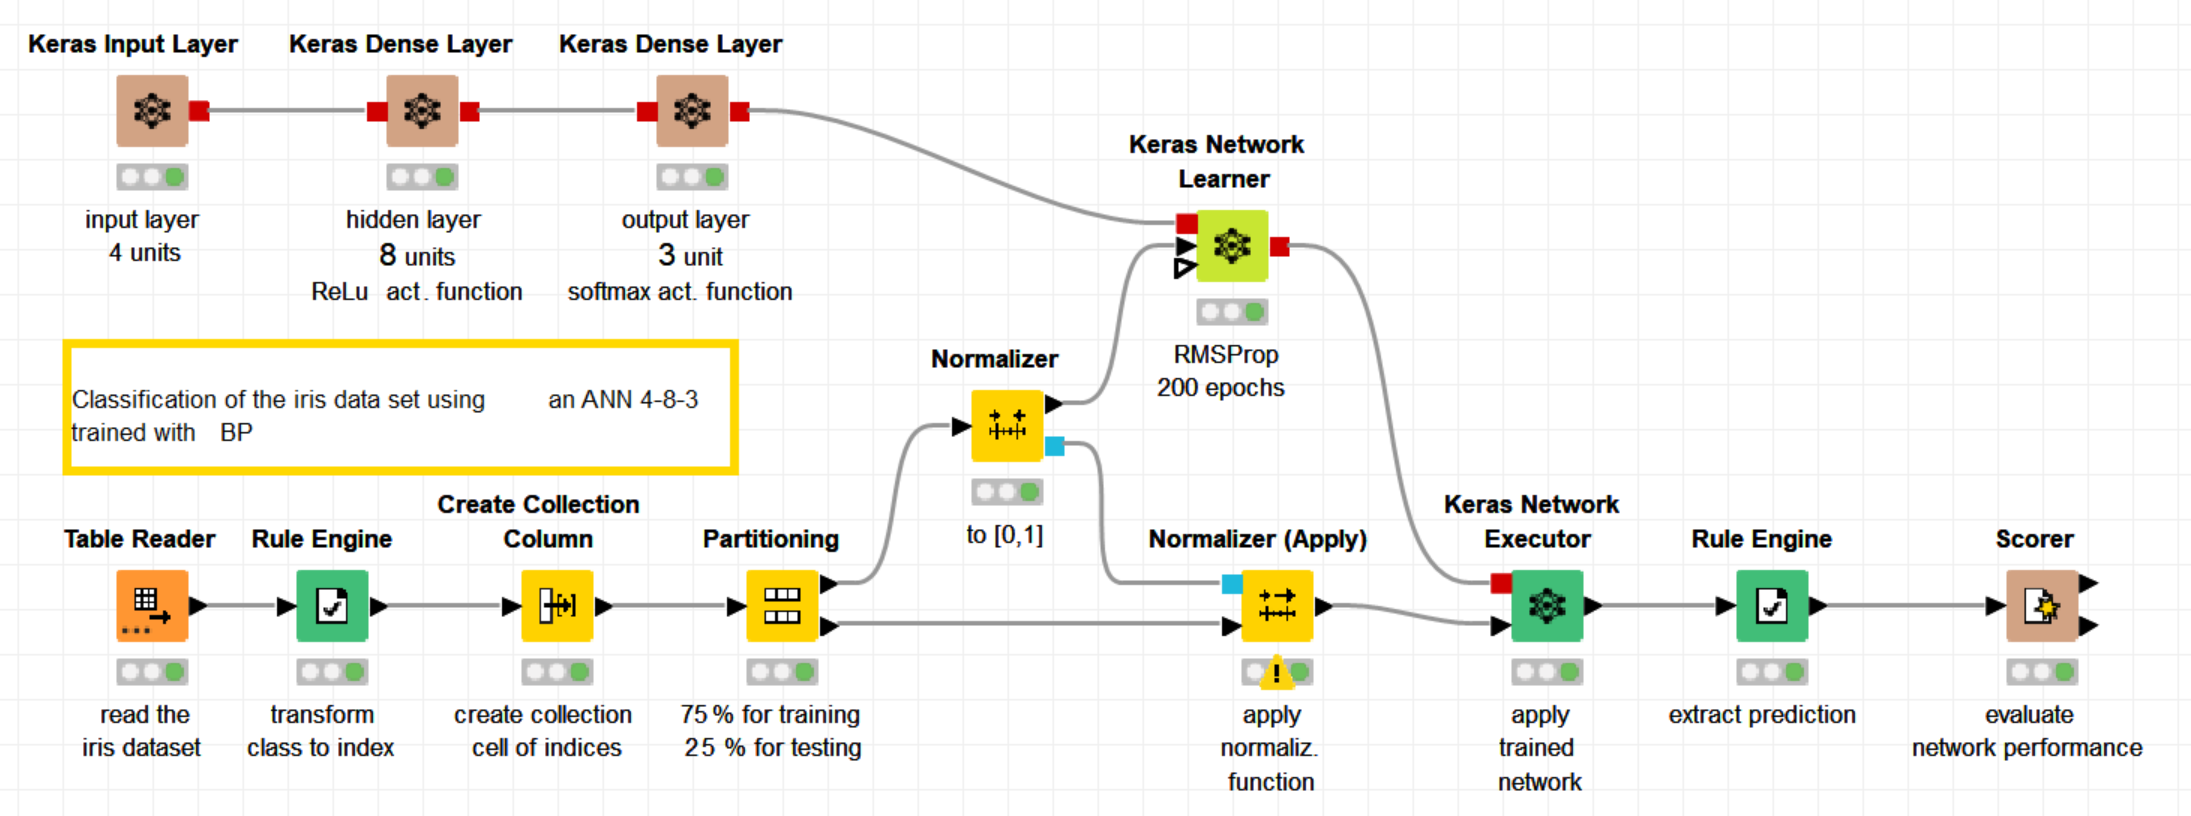 Keras Input Layer
Keras Dense Layer
Keras Dense Layer
input layer
4 units
hidden layer
8 units
ReLu act. function
output layer
3 unit
softmax act. function
Keras Network
Learner
RMSProp
200 epochs
Classification of the iris data set using an ANN 4-8-3
trained with BP
Normalizer
to [0,1]
Table Reader
read the
iris dataset
Rule Engine
transform
class to index
Create Collection
Column
create collection
cell of indices
Partitioning
75 % for training
25 % for testing
Normalizer (Apply)
apply
normaliz.
function
Keras Network
Executor
apply
trained
network
Rule Engine
extract prediction
Scorer
evaluate
network performance